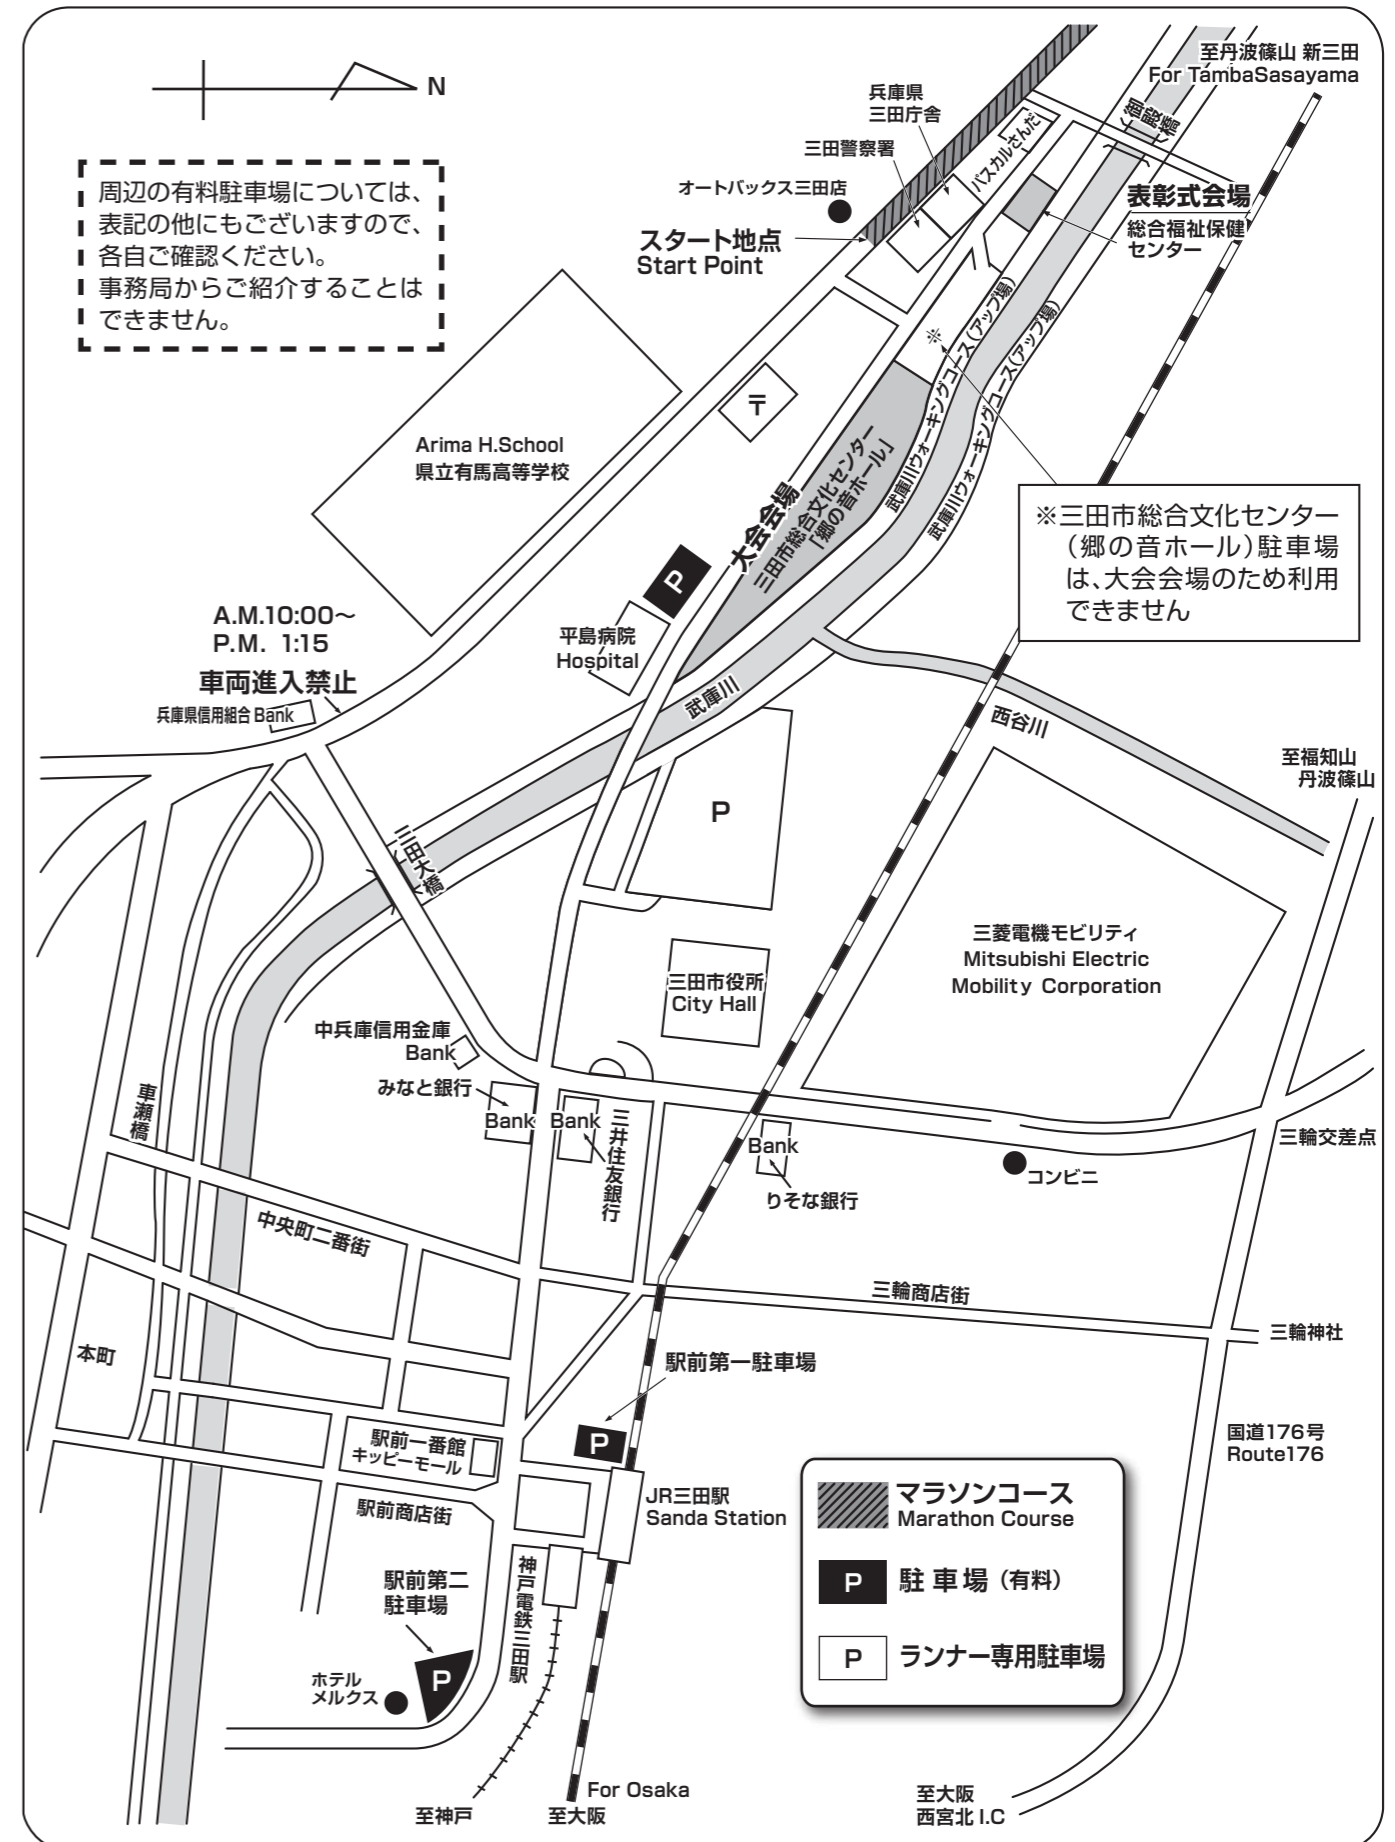 至丹波篠山 新三田
For TambaSasayama
N
兵庫県
三田庁舎
三田警察署
パスカルさんだ
御殿橋
オートバックス三田店
スタート地点
Start Point
表彰式会場
総合福祉保健
センター
周辺の有料駐車場については、
表記の他にもございますので、
各自ご確認ください。
事務局からご紹介することは
できません。
武庫川ウォーキングコース(アップ場)
武庫川ウォーキングコース(アップ場)
※
〒
Arima H.School
県立有馬高等学校
大会会場
三田市総合文化センター
「郷の音ホール」
※三田市総合文化センター
(郷の音ホール)駐車場
は、大会会場のため利用
できません
P
平島病院
Hospital
A.M.10:00～
P.M. 1:15
車両進入禁止
兵庫県信用組合 Bank
武庫川
西谷川
至福知山
丹波篠山
P
三田大橋
三菱電機モビリティ
Mitsubishi Electric
Mobility Corporation
三田市役所
City Hall
中兵庫信用金庫
Bank
みなと銀行
Bank
Bank
三井住友銀行
Bank
りそな銀行
コンビニ
三輪交差点
車瀬橋
中央町二番街
三輪商店街
三輪神社
本町
駅前第一駐車場
P
駅前一番館
キッピーモール
駅前商店街
JR三田駅
Sanda Station
国道176号
Route176
マラソンコース
Marathon Course
P 駐車場(有料)
P ランナー専用駐車場
神戸電鉄三田駅
駅前第二
駐車場
P
ホテル
メルクス
For Osaka
至神戸
至大阪
至大阪
西宮北 I.C